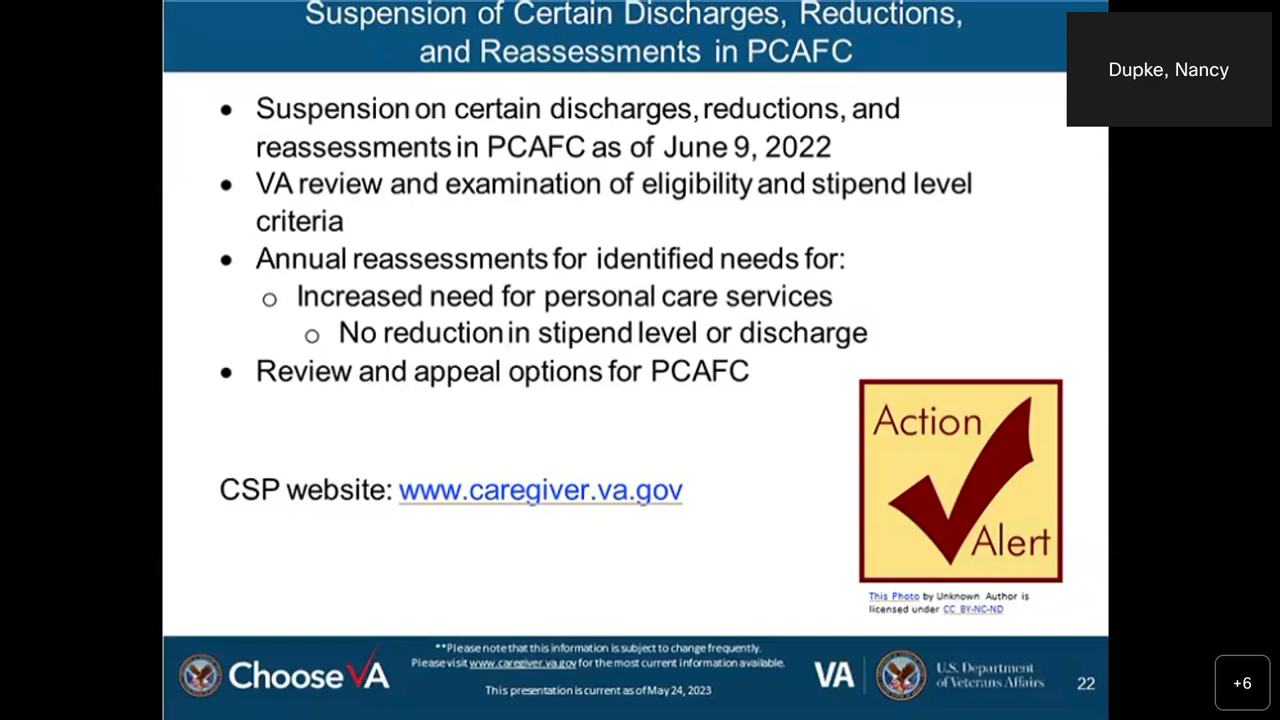 Suspension of Certain Discharges, Reductions,
and Reassessments in PCAFC
Dupke, Nancy
• Suspension on certain discharges, reductions, and
reassessments in PCAFC as of June 9, 2022
• VA review and examination of eligibility and stipend level
criteria
• Annual reassessments for identified needs for:
o Increased need for personal care services
o No reduction in stipend level or discharge
• Review and appeal options for PCAFC
CSP website: www.caregiver.va.gov
Action
Alert
This Photo by Unknown Author is
licensed under CC BY-NC-ND
Choose VA
**Please note that this information is subject to change frequently.
Please visit www.caregiver.va.gov for the most current information available.
This presentation is current as of May 24, 2023
VA
U.S. Department
of Veterans Affairs
22
+6